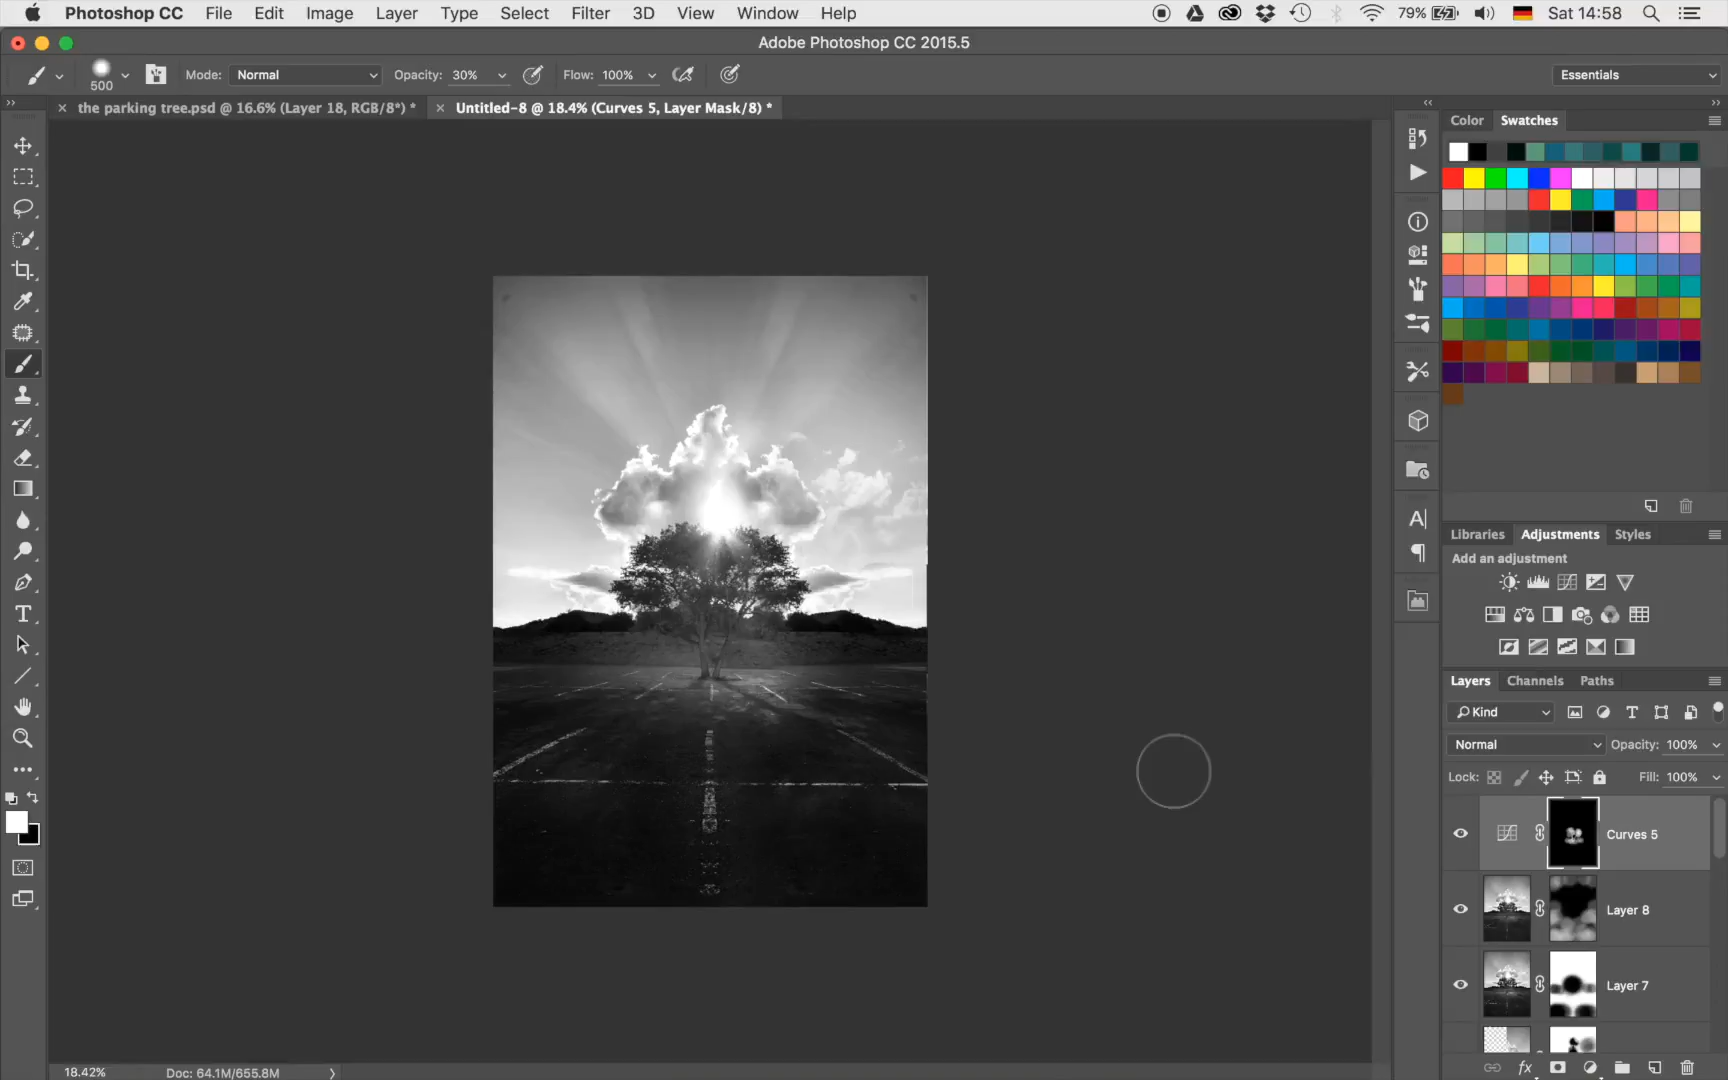 Photoshop CC File Edit Image Layer Type Select Filter 3D View Window Help 79% Sat 14:58
Adobe Photoshop CC 2015.5
500 Mode: Normal Opacity: 30% Flow: 100% Essentials
the parking tree.psd @ 16.6% (Layer 18, RGB/8*) * Untitled-8 @ 18.4% (Curves 5, Layer Mask/8) *
Color Swatches
Libraries Adjustments Styles
Add an adjustment
Layers Channels Paths
Kind
Normal Opacity: 100%
Lock: Fill: 100%
Curves 5
Layer 8
Layer 7
18.42% Doc: 64.1M/655.8M